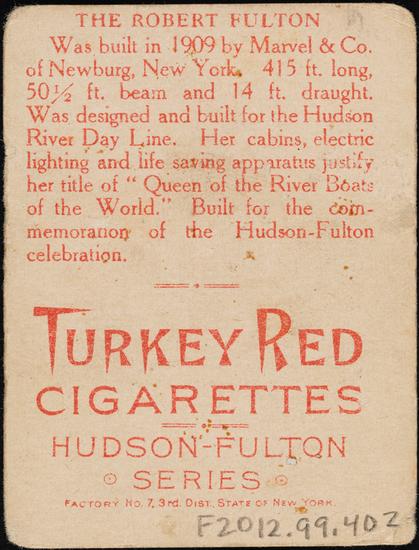 THE ROBERT FULTON
Was built in 1909 by Marvel & Co.
of Newburg, New York. 415 ft. long,
50½ ft. beam and 14 ft. draught.
Was designed and built for the Hudson
River Day Line. Her cabins, electric
lighting and life saving apparatus justify
her title of “Queen of the River Boats
of the World.” Built for the com-
memoration of the Hudson-Fulton
celebration.
TURKEY RED
CIGARETTES
HUDSON-FULTON
SERIES
FACTORY NO. 7, 3rd. DIST., STATE OF NEW YORK.
F2012.99.402